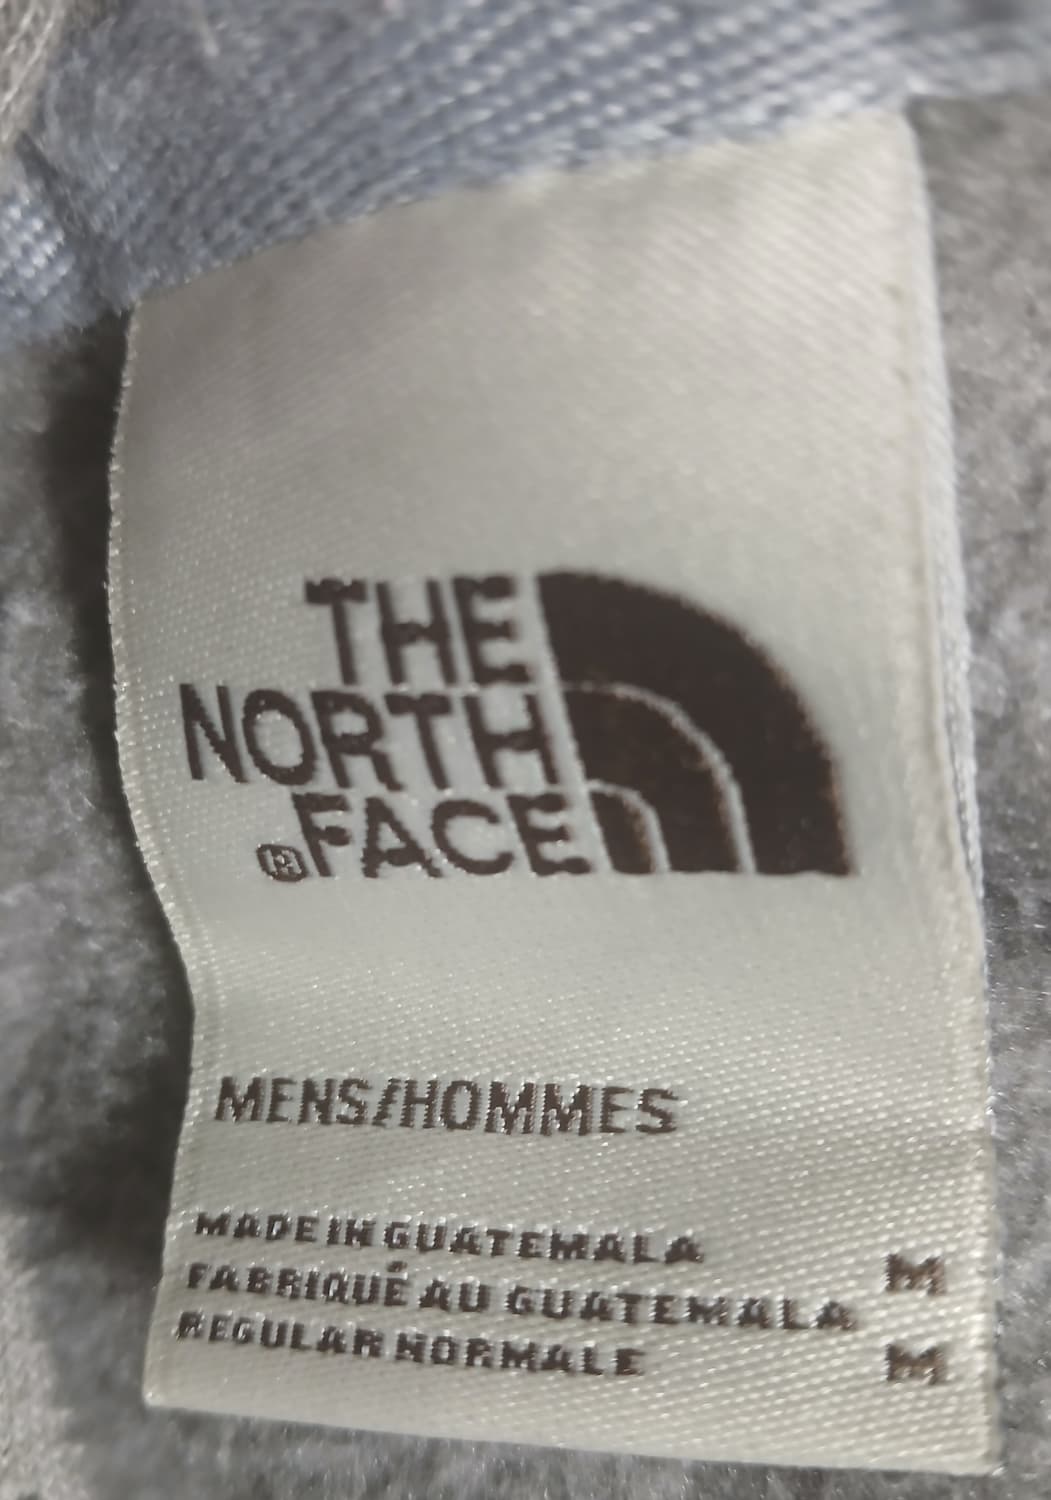 THE
NORTH
®FACE
MENS/HOMMES
MADE IN GUATEMALA
M
FABRIQUÉ AU GUATEMALA
REGULAR NORMALE
M